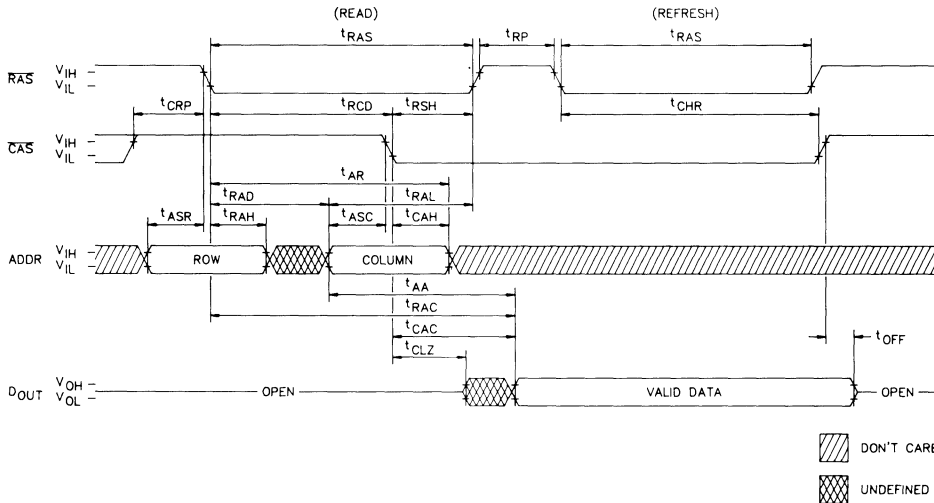 (READ) (REFRESH)
tRAS tRP tRAS
RAS VIH
VIL
tCRP tRCD tRSH tCHR
CAS VIH
VIL
tAR
tRAD tRAL
tASR tRAH tASC tCAH
ADDR VIH
VIL
ROW COLUMN
tAA
tRAC
tCAC
tOFF
tCLZ
DOUT VOH
VOL
OPEN VALID DATA OPEN
DON'T CARE
UNDEFINED